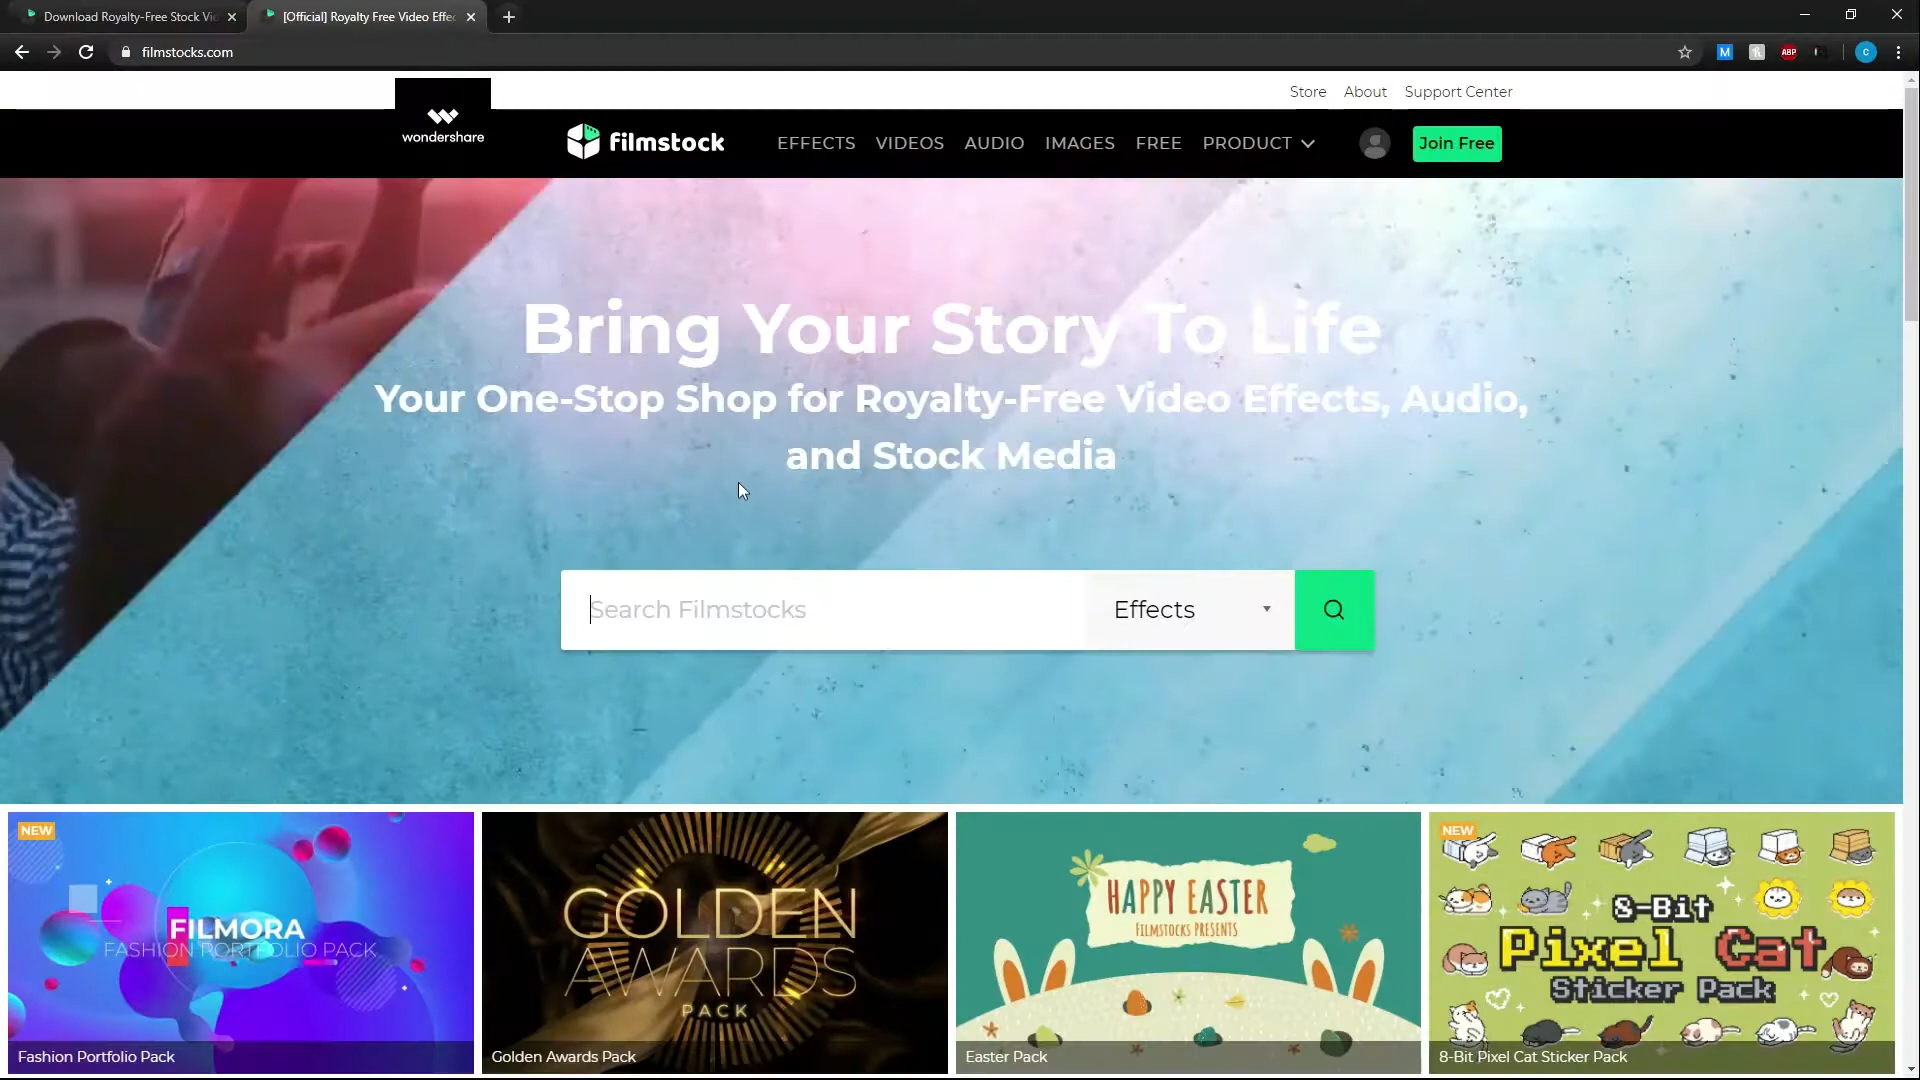 Download Royalty-Free Stock Vi
[Official] Royalty Free Video Effec
filmstocks.com
M
ABP
C
Store
About
Support Center
wondershare
filmstock
EFFECTS
VIDEOS
AUDIO
IMAGES
FREE
PRODUCT
Join Free
Bring Your Story To Life
Your One-Stop Shop for Royalty-Free Video Effects, Audio,
and Stock Media
Search Filmstocks
Effects
NEW
FILMORA
FASHION PORTFOLIO PACK
Fashion Portfolio Pack
GOLDEN
AWARDS
PACK
Golden Awards Pack
HAPPY EASTER
FILMSTOCKS PRESENTS
Easter Pack
NEW
8-Bit
Pixel Cat
Sticker Pack
8-Bit Pixel Cat Sticker Pack